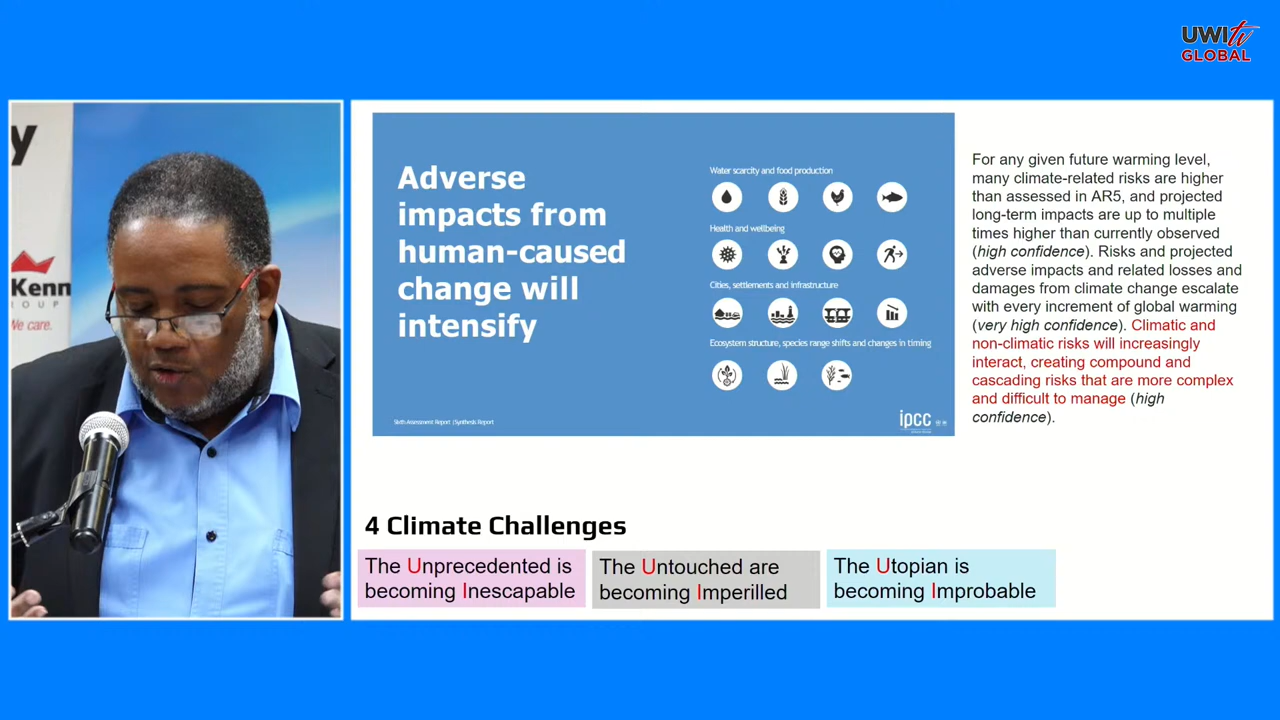 UWItv
GLOBAL
y
Kenn
OUP
We care.
Adverse
impacts from
human-caused
change will
intensify
Water scarcity and food production
Health and wellbeing
Cities, settlements and infrastructure
Ecosystem structure, species range shifts and changes in timing
Sixth Assessment Report | Synthesis Report
ipcc
For any given future warming level,
many climate-related risks are higher
than assessed in AR5, and projected
long-term impacts are up to multiple
times higher than currently observed
(high confidence). Risks and projected
adverse impacts and related losses and
damages from climate change escalate
with every increment of global warming
(very high confidence). Climatic and
non-climatic risks will increasingly
interact, creating compound and
cascading risks that are more complex
and difficult to manage (high
confidence).
4 Climate Challenges
The Unprecedented is
becoming Inescapable
The Untouched are
becoming Imperilled
The Utopian is
becoming Improbable